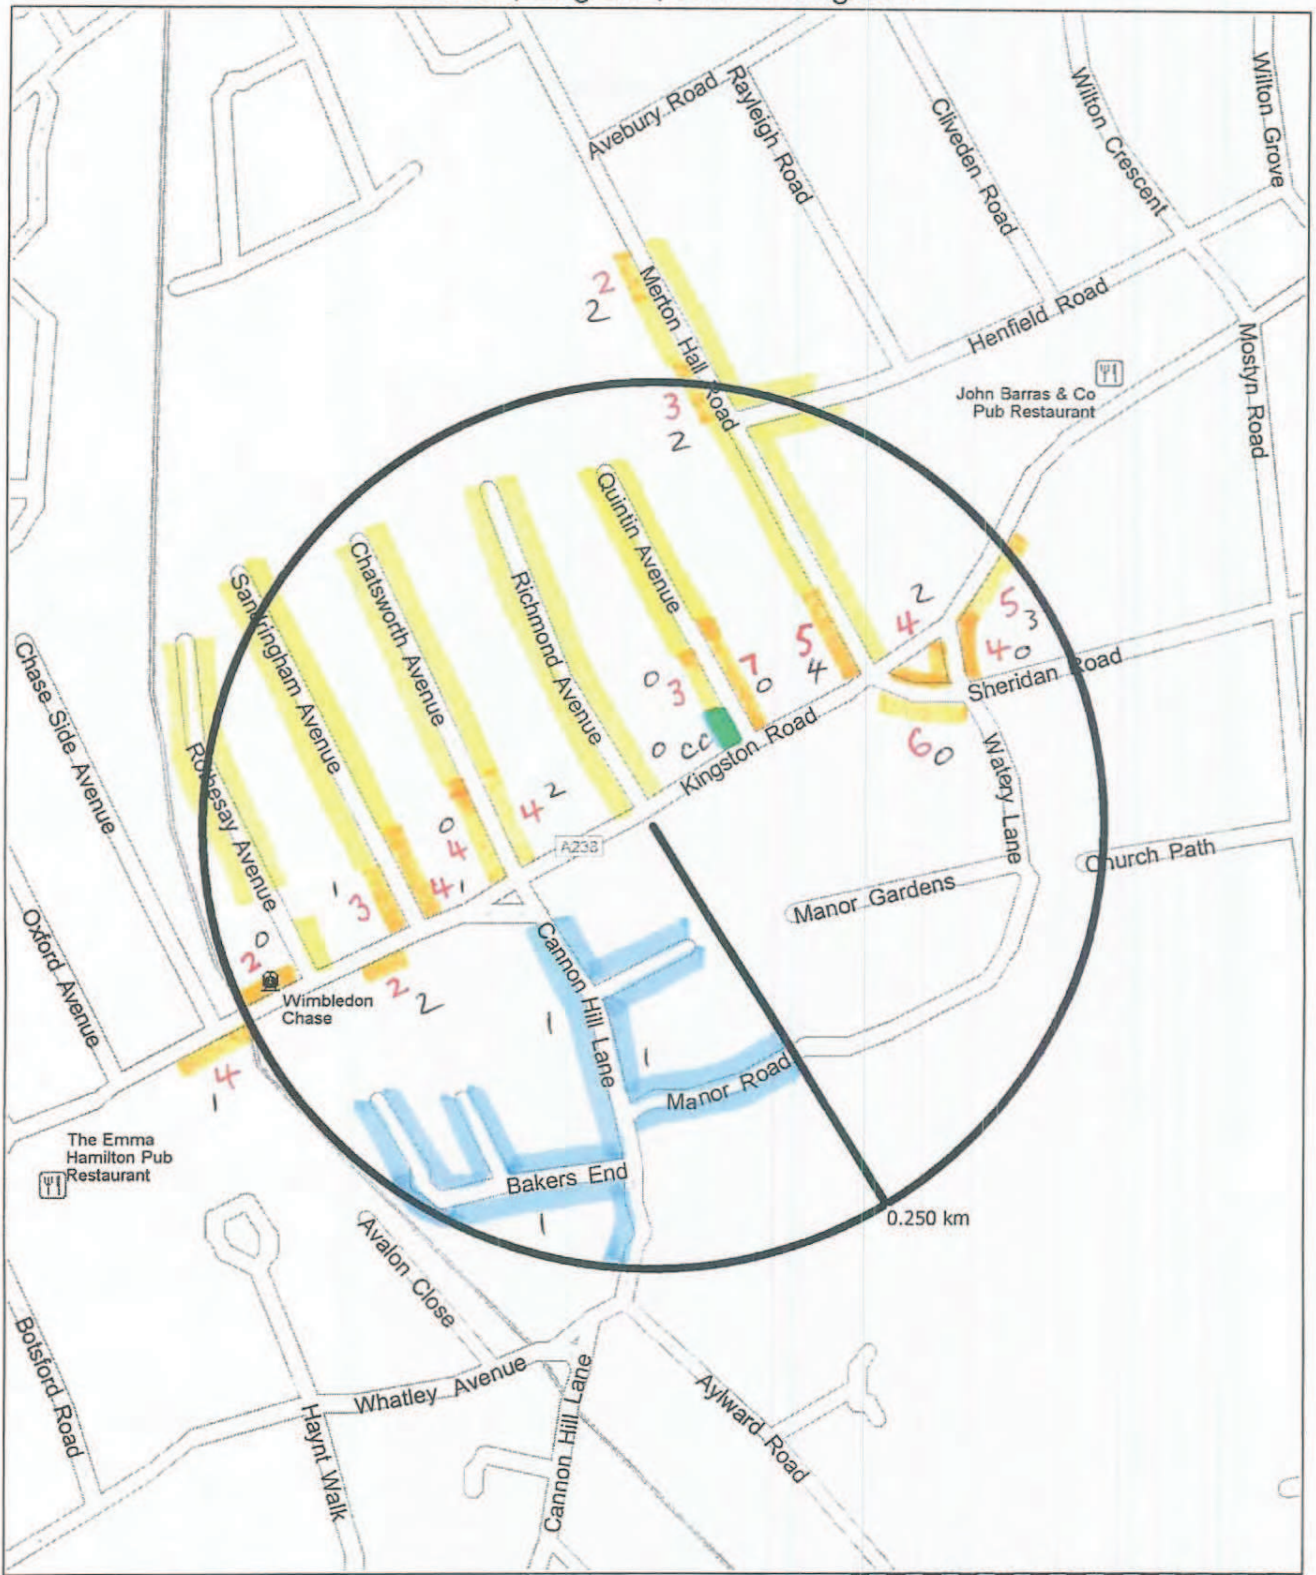 Avebury Road
Rayleigh Road
Cliveden Road
Wilton Crescent
Wilton Grove
Merton Hall Road
2
2
Henfield Road
Mostyn Road
John Barras & Co
Pub Restaurant
3
2
Quintin Avenue
Chatsworth Avenue
Sandringham Avenue
Richmond Avenue
Chase Side Avenue
Rothesay Avenue
2
4
5
3
4
0
Sheridan Road
5
4
0
3
7
0
0
CC
Kingston Road
6
0
Watery Lane
4
2
0
4
A238
Church Path
Manor Gardens
1
3
4
1
Oxford Avenue
0
2
Wimbledon
Chase
2
2
Cannon Hill Lane
1
1
4
1
Manor Road
The Emma
Hamilton Pub
Restaurant
Bakers End
1
0.250 km
Avalon Close
Botsford Road
Whatley Avenue
Haynt Walk
Cannon Hill Lane
Aylward Road